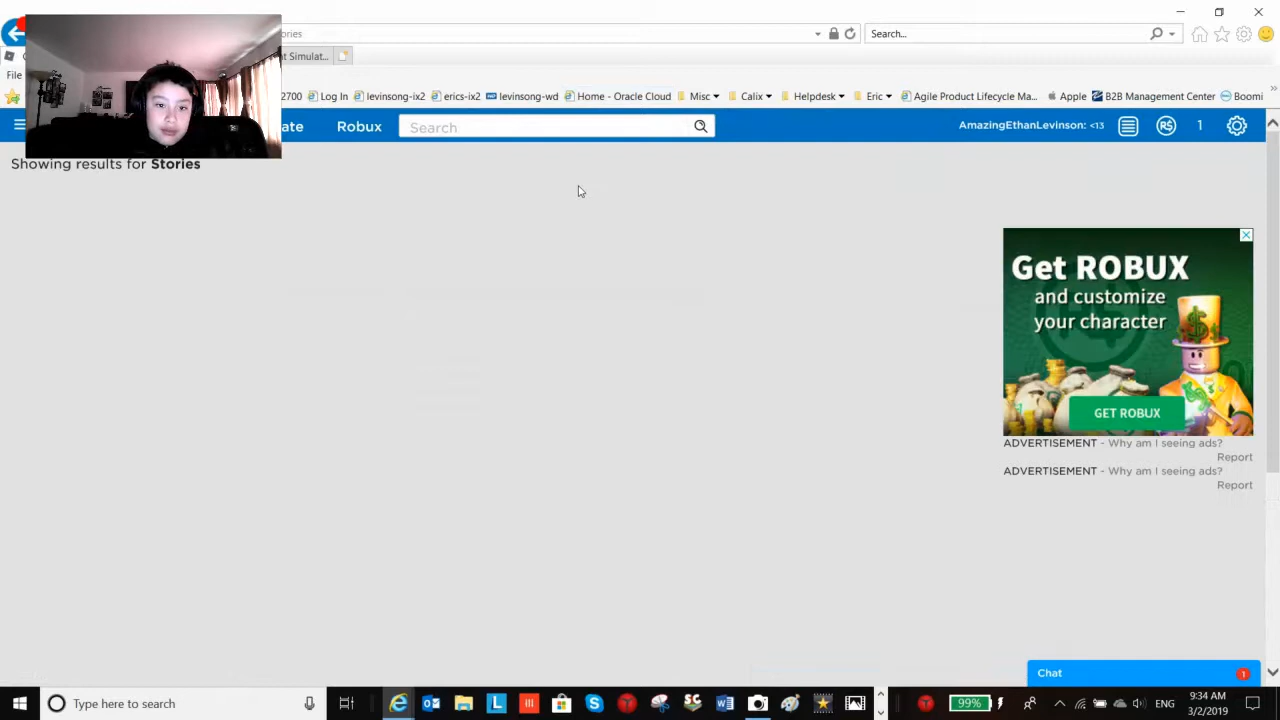 ories
Search...
nt Simulat...
File
2700
Log In
levinsong-ix2
erics-ix2
levinsong-wd
Home - Oracle Cloud
Misc
Calix
Helpdesk
Eric
Agile Product Lifecycle Ma...
Apple
B2B Management Center
Boomi
ate
Robux
Search
AmazingEthanLevinson: <13
R$
1
Showing results for Stories
Get ROBUX
and customize
your character
GET ROBUX
ADVERTISEMENT - Why am I seeing ads?
Report
ADVERTISEMENT - Why am I seeing ads?
Report
Chat
1
Type here to search
99%
ENG
9:34 AM
3/2/2019